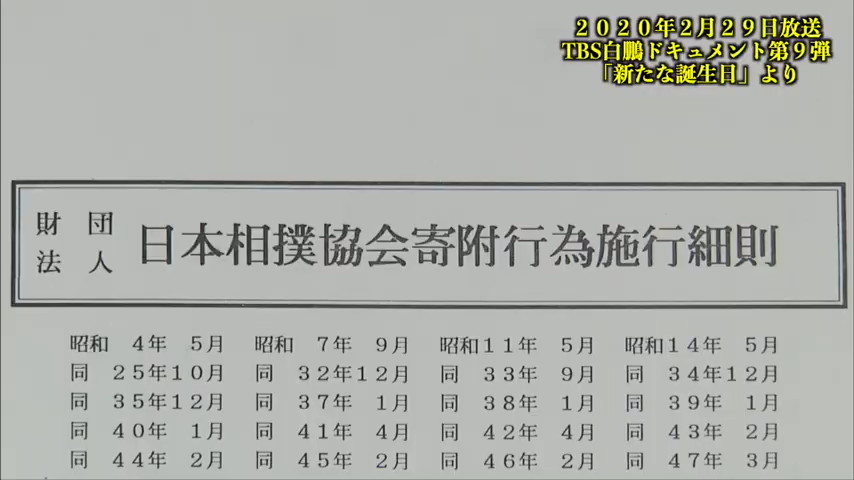 ２０２０年２月２９日放送
TBS白鵬ドキュメント第９弾
「新たな誕生日」より
財団法人 日本相撲協会寄附行為施行細則
昭和 4年 5月 昭和 7年 9月 昭和11年 5月 昭和14年 5月
同 25年10月 同 32年12月 同 33年 9月 同 34年12月
同 35年12月 同 37年 1月 同 38年 1月 同 39年 1月
同 40年 1月 同 41年 4月 同 42年 4月 同 43年 2月
同 44年 2月 同 45年 2月 同 46年 2月 同 47年 3月